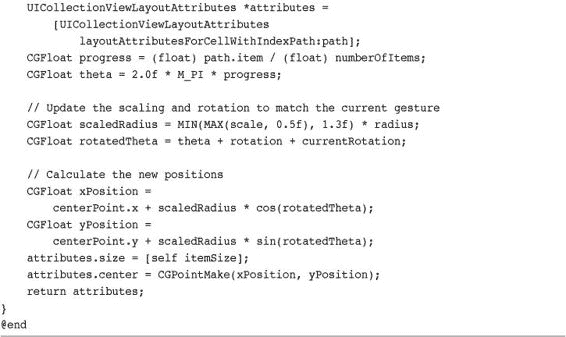 UICollectionViewLayoutAttributes *attributes =
[UICollectionViewLayoutAttributes
layoutAttributesForCellWithIndexPath:path];
CGFloat progress = (float) path.item / (float) numberOfItems;
CGFloat theta = 2.0f * M_PI * progress;
// Update the scaling and rotation to match the current gesture
CGFloat scaledRadius = MIN(MAX(scale, 0.5f), 1.3f) * radius;
CGFloat rotatedTheta = theta + rotation + currentRotation;
// Calculate the new positions
CGFloat xPosition =
centerPoint.x + scaledRadius * cos(rotatedTheta);
CGFloat yPosition =
centerPoint.y + scaledRadius * sin(rotatedTheta);
attributes.size = [self itemSize];
attributes.center = CGPointMake(xPosition, yPosition);
return attributes;
}
@end